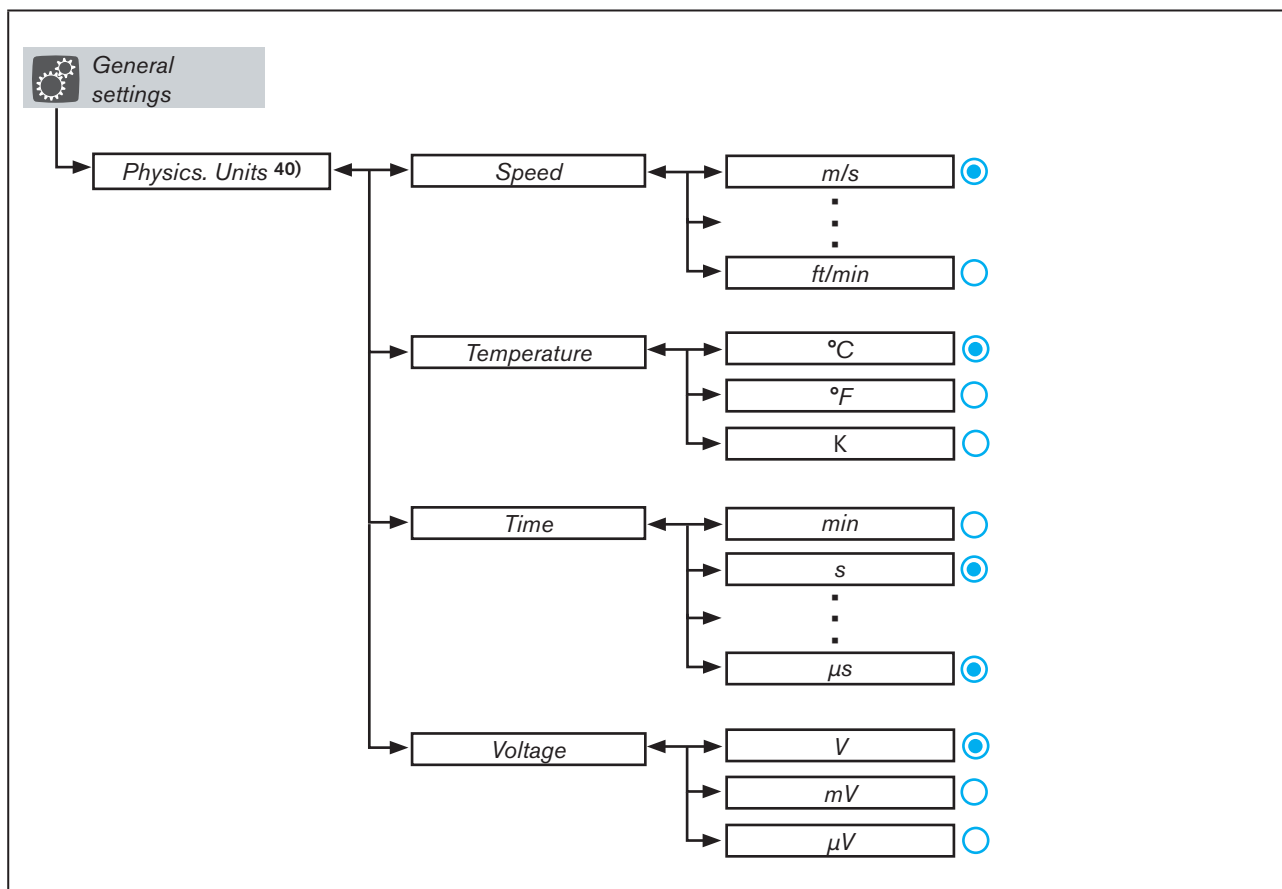 General
settings
Physics. Units 40)
Speed
m/s
ft/min
Temperature
°C
°F
K
Time
min
s
µs
Voltage
V
mV
µV